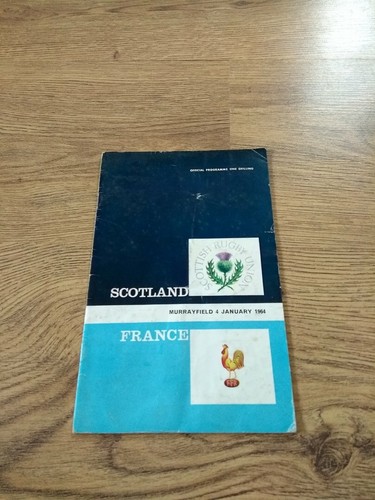 OFFICIAL PROGRAMME ONE SHILLING
SCOTTISH RUGBY UNION
SCOTLAND
MURRAYFIELD 4 JANUARY 1964
FRANCE